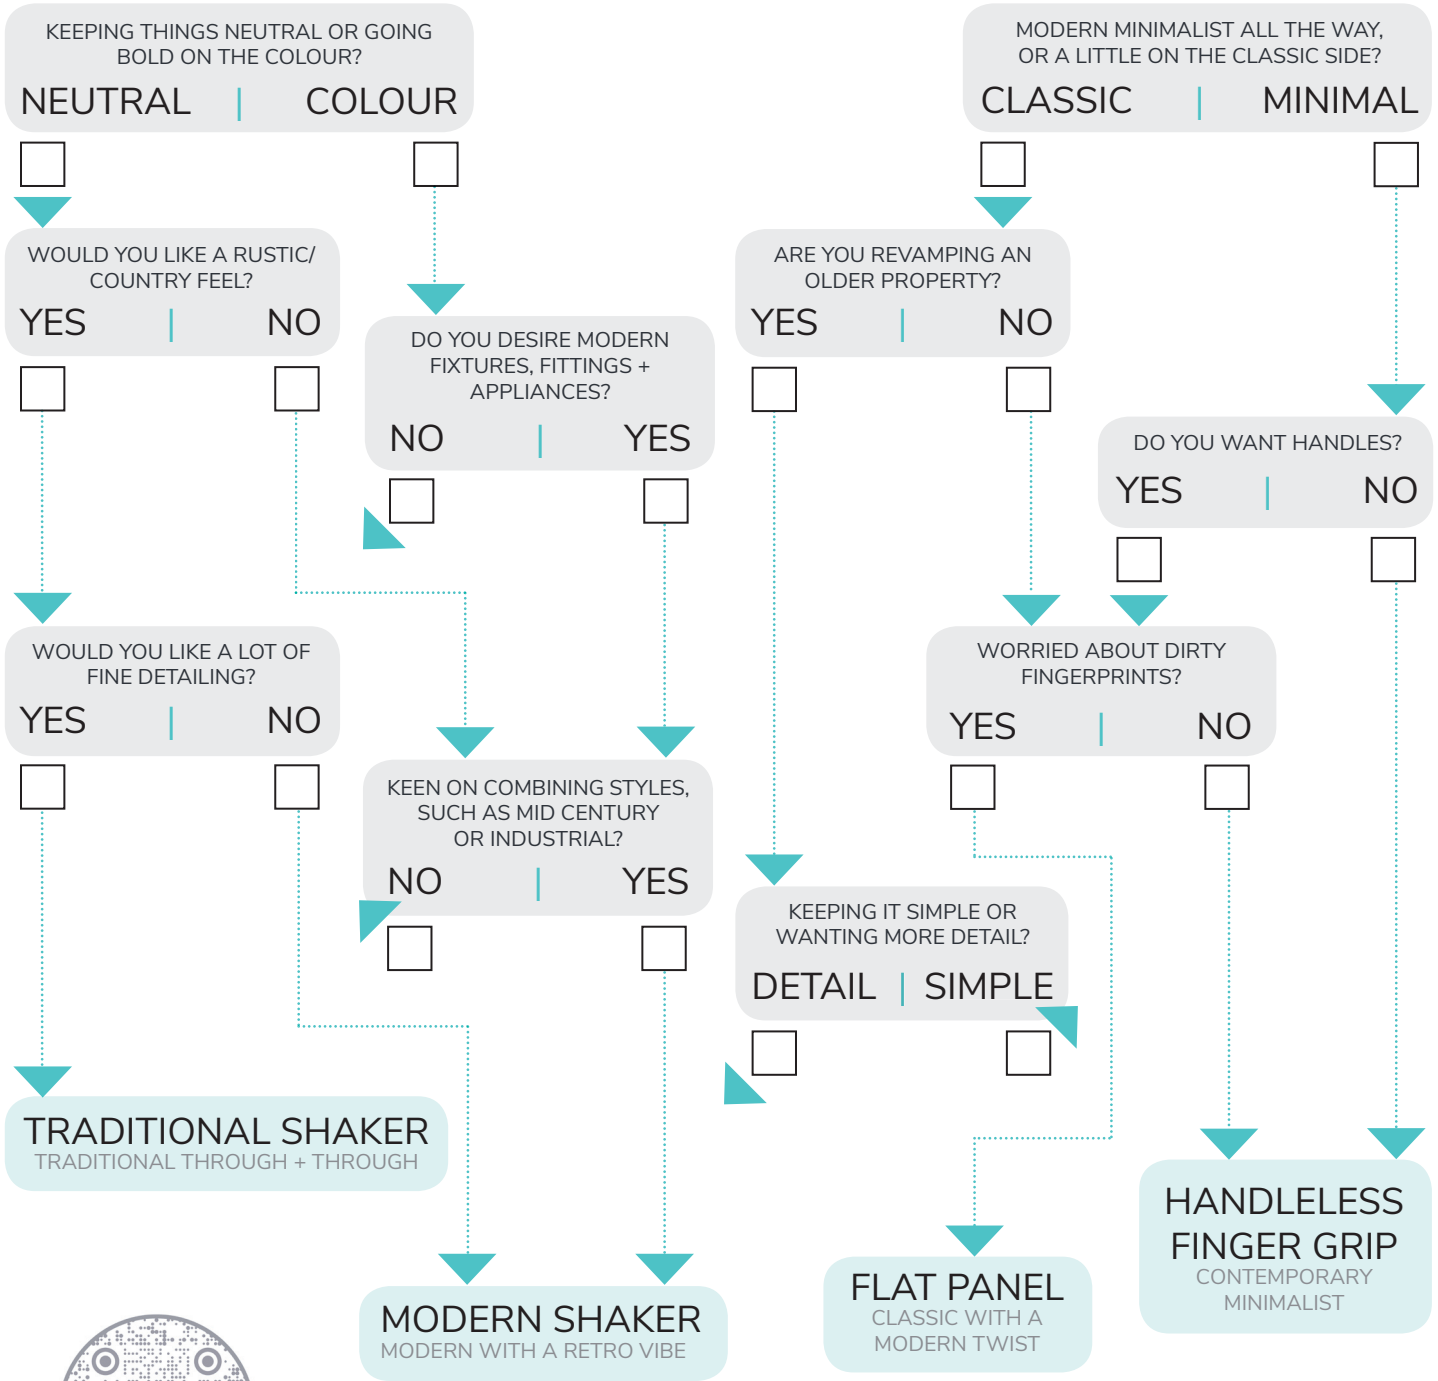 KEEPING THINGS NEUTRAL OR GOING
BOLD ON THE COLOUR?
NEUTRAL | COLOUR
MODERN MINIMALIST ALL THE WAY,
OR A LITTLE ON THE CLASSIC SIDE?
CLASSIC | MINIMAL
WOULD YOU LIKE A RUSTIC/
COUNTRY FEEL?
YES | NO
DO YOU DESIRE MODERN
FIXTURES, FITTINGS +
APPLIANCES?
NO | YES
ARE YOU REVAMPING AN
OLDER PROPERTY?
YES | NO
DO YOU WANT HANDLES?
YES | NO
WOULD YOU LIKE A LOT OF
FINE DETAILING?
YES | NO
WORRIED ABOUT DIRTY
FINGERPRINTS?
YES | NO
KEEN ON COMBINING STYLES,
SUCH AS MID CENTURY
OR INDUSTRIAL?
NO | YES
KEEPING IT SIMPLE OR
WANTING MORE DETAIL?
DETAIL | SIMPLE
TRADITIONAL SHAKER
TRADITIONAL THROUGH + THROUGH
MODERN SHAKER
MODERN WITH A RETRO VIBE
FLAT PANEL
CLASSIC WITH A
MODERN TWIST
HANDLELESS
FINGER GRIP
CONTEMPORARY
MINIMALIST